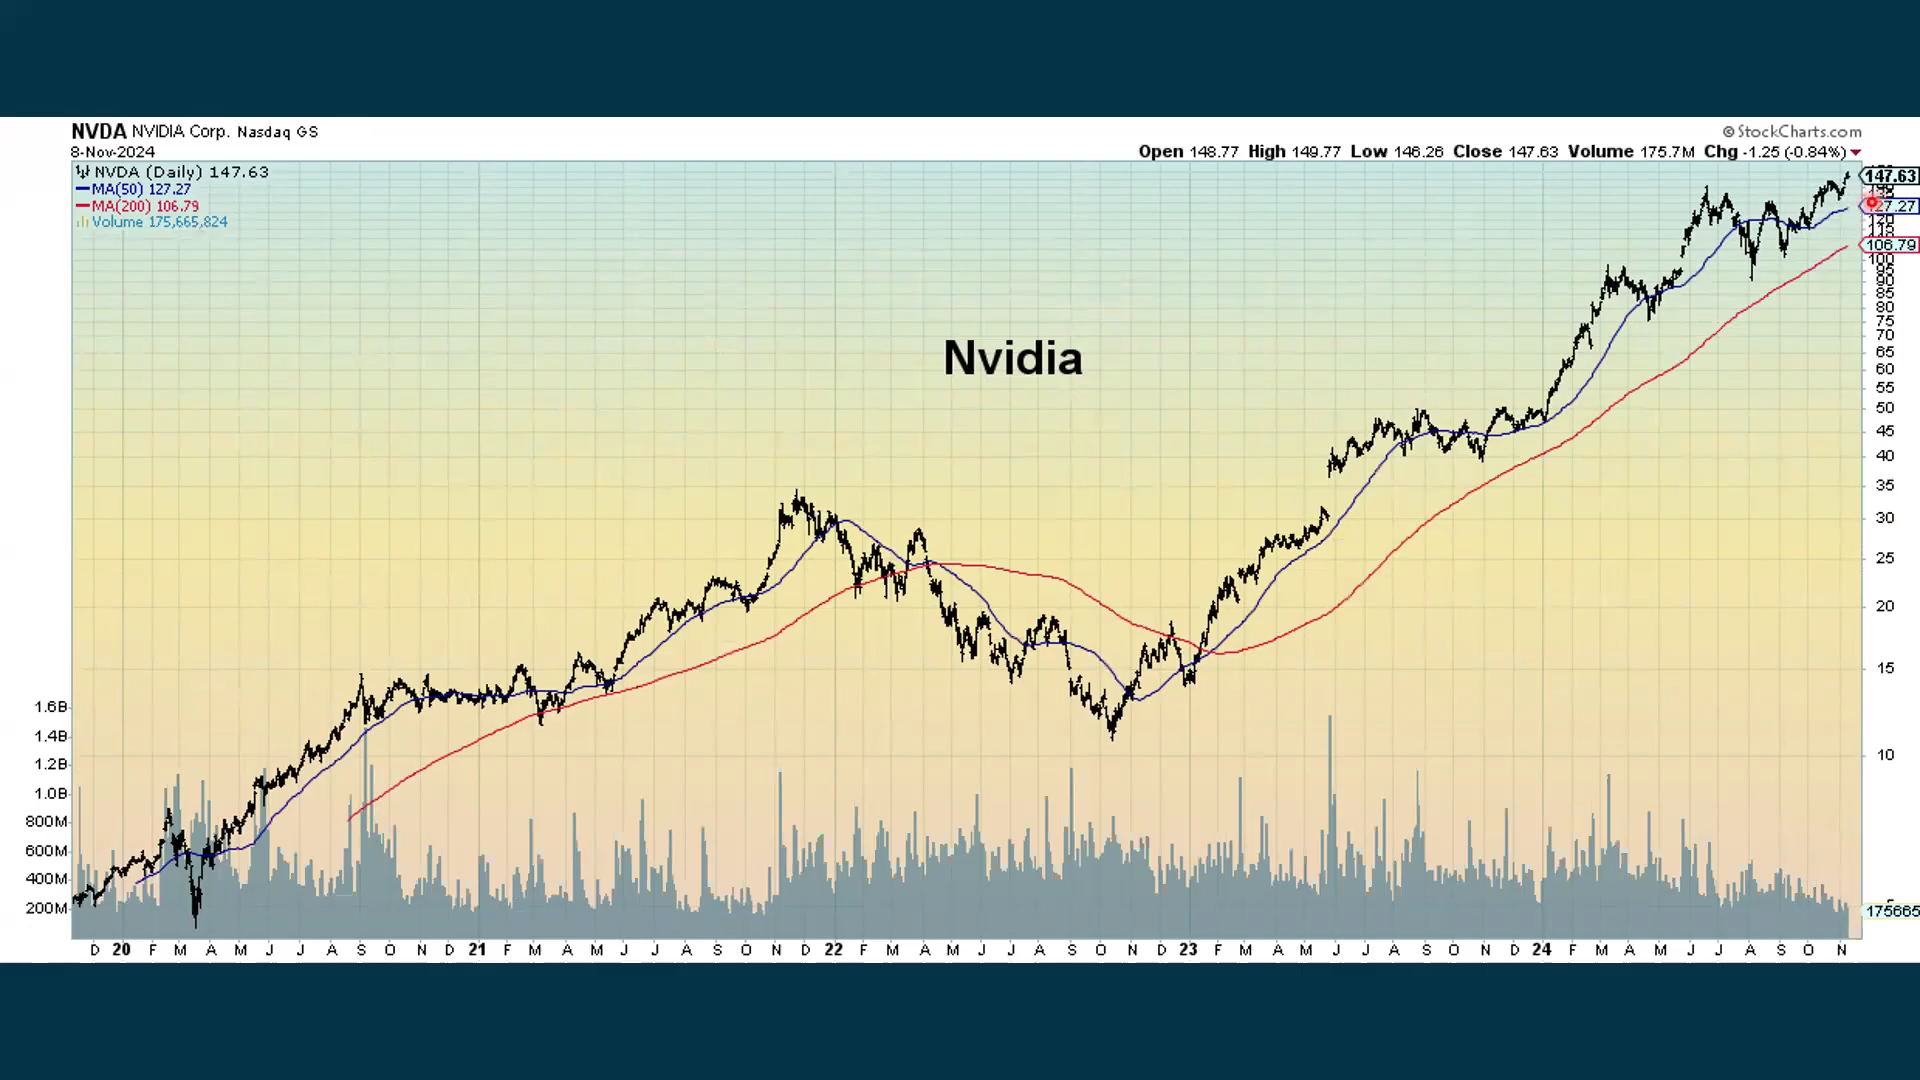 NVDA NVIDIA Corp. Nasdaq GS
© StockCharts.com
8-Nov-2024
Open 148.77 High 149.77 Low 146.26 Close 147.63 Volume 175.7M Chg -1.25 (-0.84%)
NVDA (Daily) 147.63
MA(50) 127.27
MA(200) 106.79
Volume 175,665,824
147.63
27.27
120
115
106.79
100
95
90
85
80
75
70
65
60
55
50
45
40
35
30
25
20
15
10
Nvidia
1.6B
1.4B
1.2B
1.0B
800M
600M
400M
200M
175665
D 20 F M A M J J A S O N D 21 F M A M J J A S O N D 22 F M A M J J A S O N D 23 F M A M J J A S O N D 24 F M A M J J A S O N